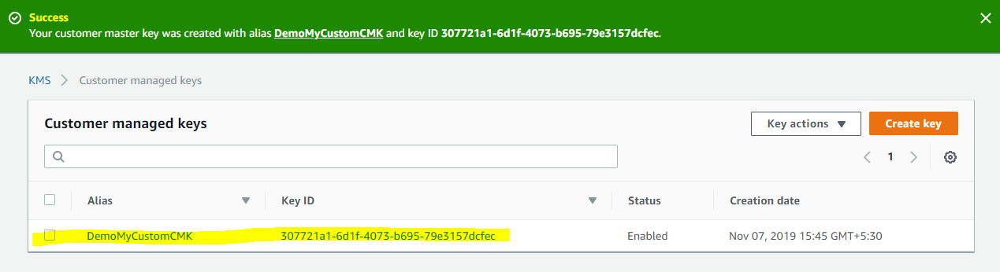 Success
Your customer master key was created with alias DemoMyCustomCMK and key ID 307721a1-6d1f-4073-b695-79e3157dcfec.
KMS Customer managed keys
Customer managed keys
Key actions Create key
1
Alias Key ID Status Creation date
DemoMyCustomCMK 307721a1-6d1f-4073-b695-79e3157dcfec Enabled Nov 07, 2019 15:45 GMT+5:30